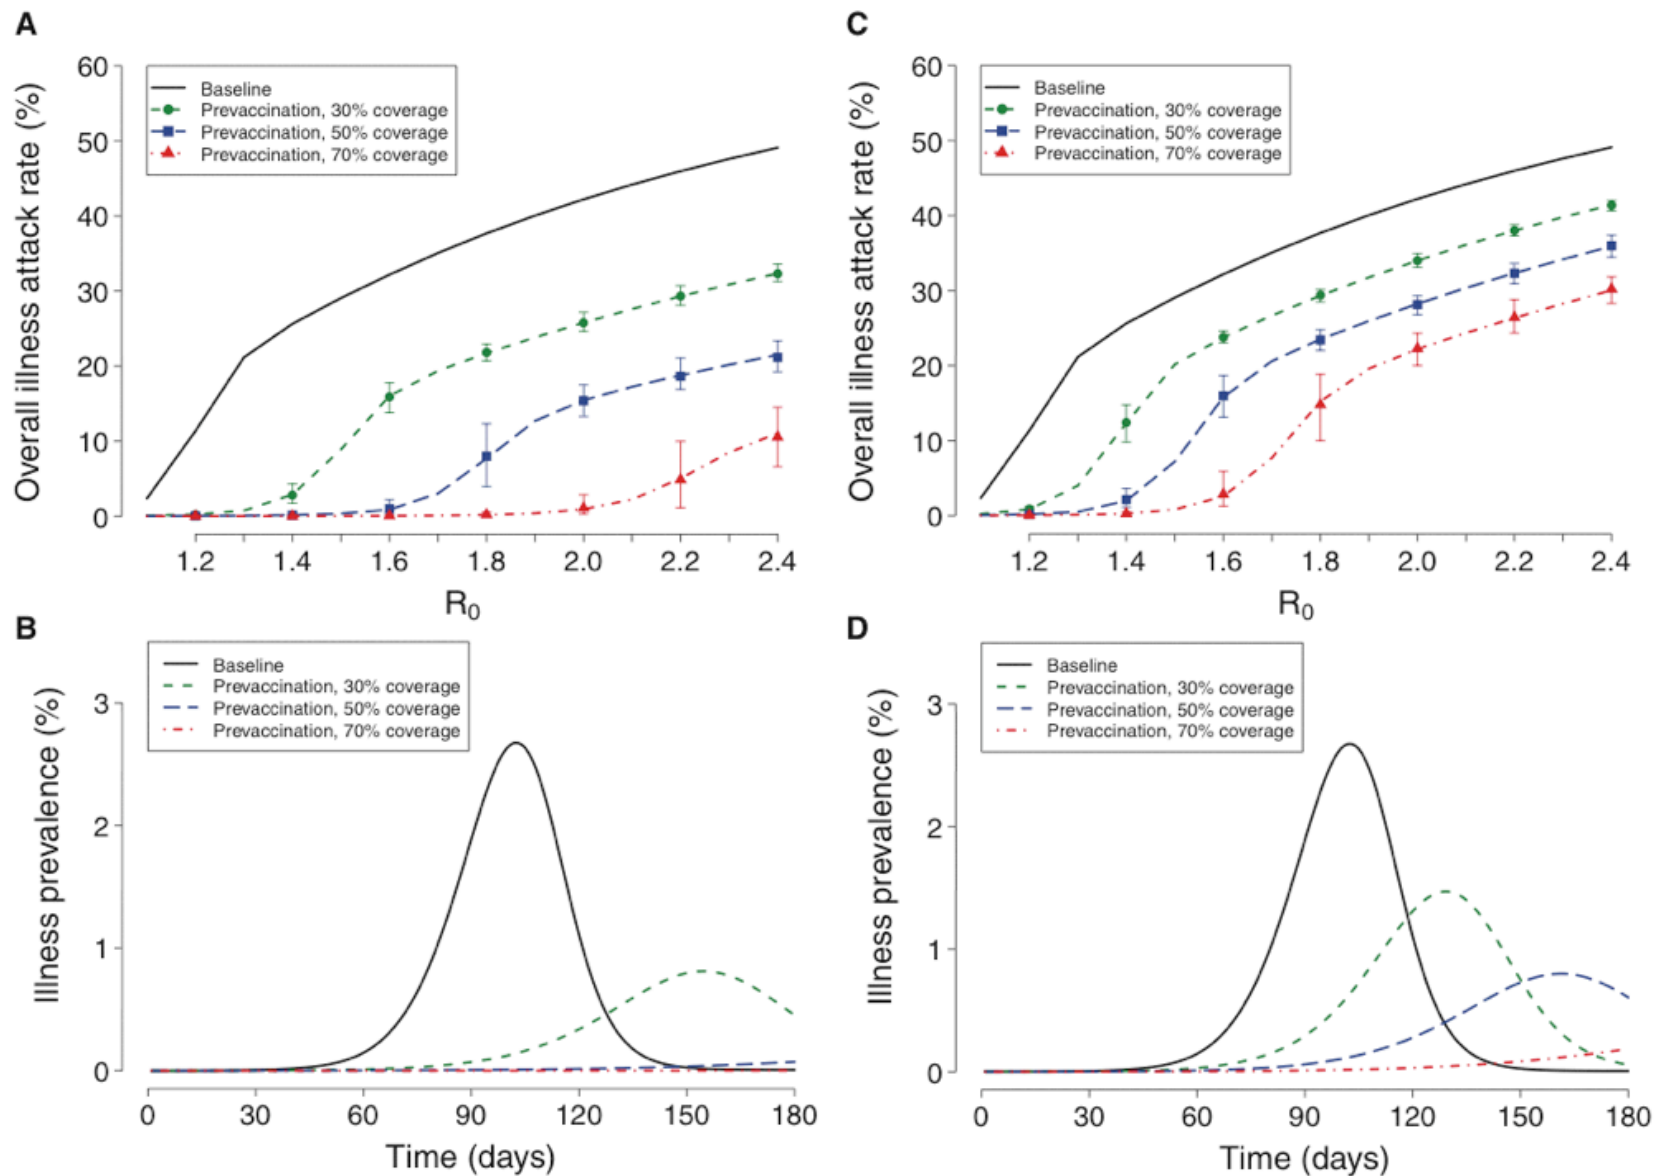 A
Overall illness attack rate (%)
60
50
40
30
20
10
0
Baseline
Prevaccination, 30% coverage
Prevaccination, 50% coverage
Prevaccination, 70% coverage
1.2 1.4 1.6 1.8 2.0 2.2 2.4
R₀
C
Overall illness attack rate (%)
60
50
40
30
20
10
0
Baseline
Prevaccination, 30% coverage
Prevaccination, 50% coverage
Prevaccination, 70% coverage
1.2 1.4 1.6 1.8 2.0 2.2 2.4
R₀
B
Illness prevalence (%)
3
2
1
0
Baseline
Prevaccination, 30% coverage
Prevaccination, 50% coverage
Prevaccination, 70% coverage
0 30 60 90 120 150 180
Time (days)
D
Illness prevalence (%)
3
2
1
0
Baseline
Prevaccination, 30% coverage
Prevaccination, 50% coverage
Prevaccination, 70% coverage
0 30 60 90 120 150 180
Time (days)